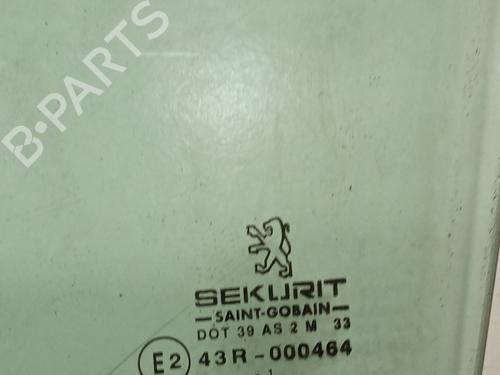 B-PARTS
SEKURIT
SAINT-GOBAIN
DOT 39 AS 2 M 33
E2 43R-000464